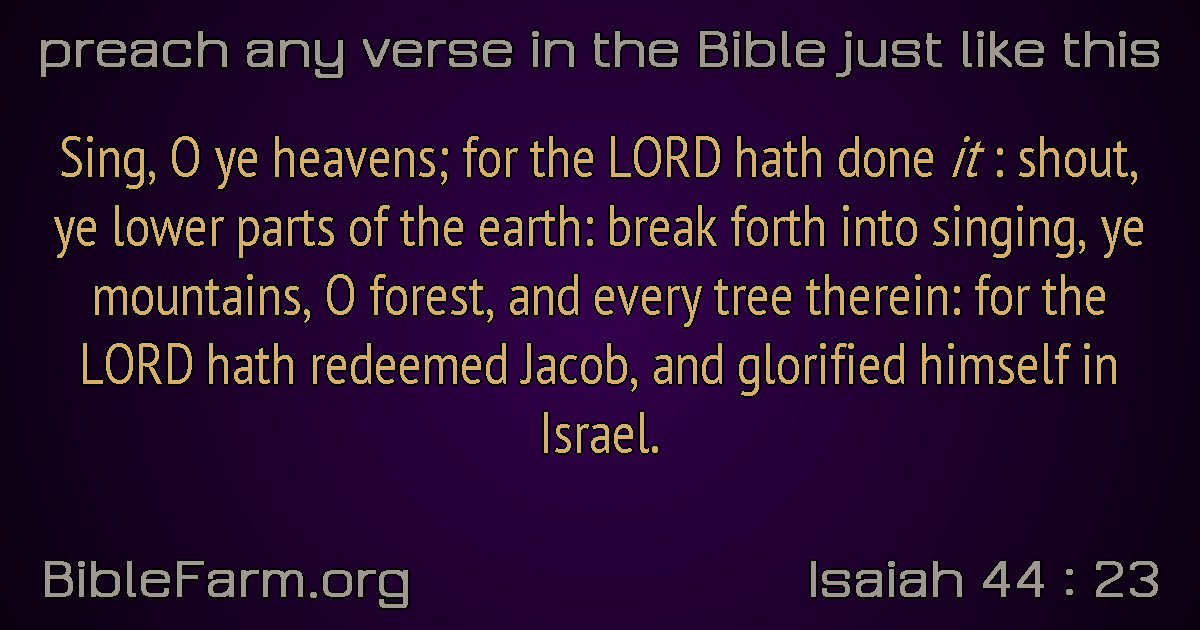 preach any verse in the Bible just like this
Sing, O ye heavens; for the LORD hath done it : shout,
ye lower parts of the earth: break forth into singing, ye
mountains, O forest, and every tree therein: for the
LORD hath redeemed Jacob, and glorified himself in
Israel.
BibleFarm.org
Isaiah 44 : 23